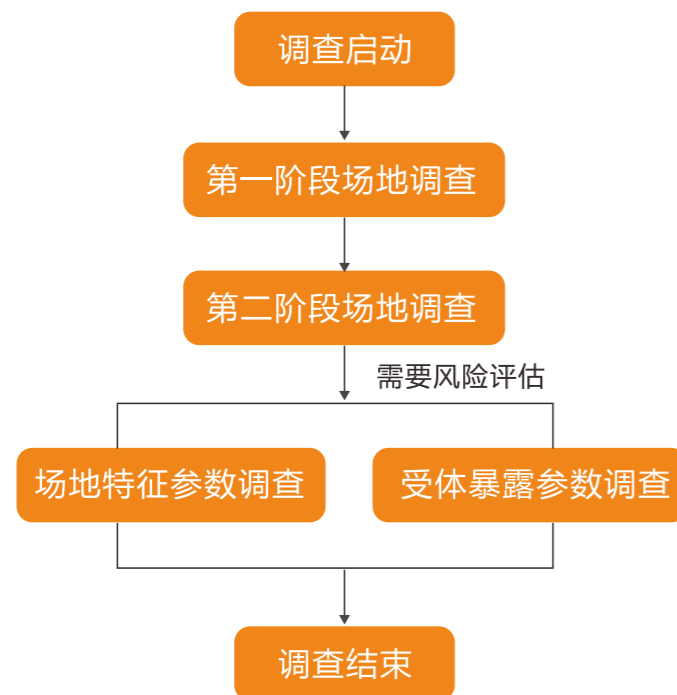 调查启动
第一阶段场地调查
第二阶段场地调查
需要风险评估
场地特征参数调查
受体暴露参数调查
调查结束